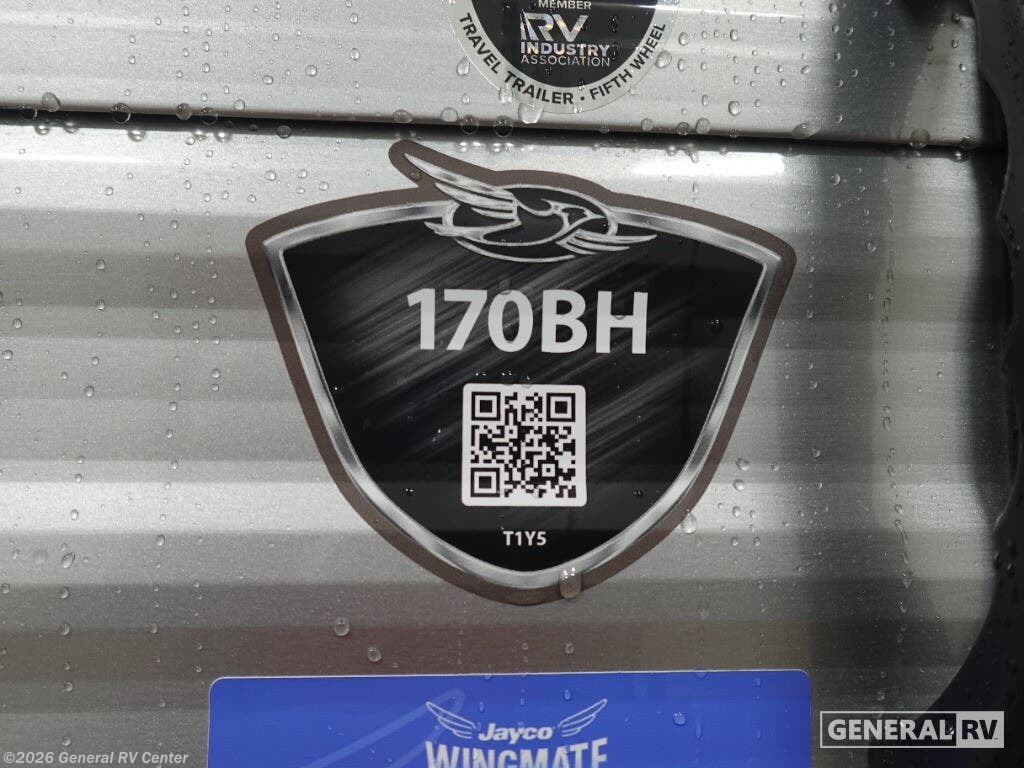 MEMBER
RV
INDUSTRY
ASSOCIATION
TRAVEL TRAILER · FIFTH WHEEL
170BH
T1Y5
Jayco
WINGMATE
GENERAL RV
©2026 General RV Center